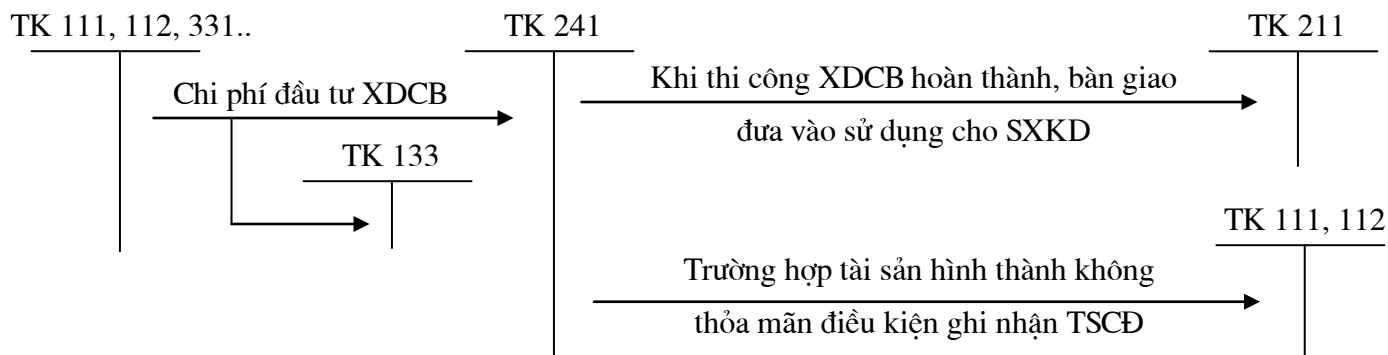 TK 111, 112, 331..
TK 241
TK 211
Chi phí đầu tư XDCB
Khi thi công XDCB hoàn thành, bàn giao
đưa vào sử dụng cho SXKD
TK 133
TK 111, 112
Trường hợp tài sản hình thành không
thỏa mãn điều kiện ghi nhận TSCĐ